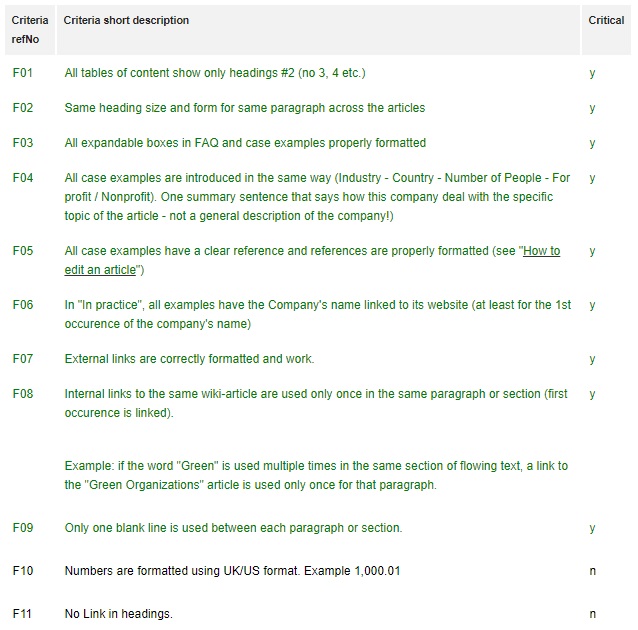 Criteria refNo Criteria short description Critical
F01 All tables of content show only headings #2 (no 3, 4 etc.) y
F02 Same heading size and form for same paragraph across the articles y
F03 All expandable boxes in FAQ and case examples properly formatted y
F04 All case examples are introduced in the same way (Industry - Country - Number of People - For y
profit / Nonprofit). One summary sentence that says how this company deal with the specific
topic of the article - not a general description of the company!)
F05 All case examples have a clear reference and references are properly formatted (see "How to y
edit an article")
F06 In "In practice", all examples have the Company's name linked to its website (at least for the 1st y
occurence of the company's name)
F07 External links are correctly formatted and work. y
F08 Internal links to the same wiki-article are used only once in the same paragraph or section (first y
occurence is linked).
Example: if the word "Green" is used multiple times in the same section of flowing text, a link to
the "Green Organizations" article is used only once for that paragraph.
F09 Only one blank line is used between each paragraph or section. y
F10 Numbers are formatted using UK/US format. Example 1,000.01 n
F11 No Link in headings. n